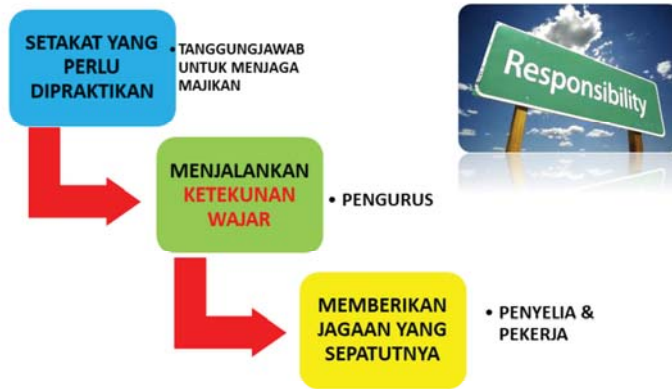 SETAKAT YANG
PERLU
DIPRAKTIKAN
• TANGGUNGJAWAB
UNTUK MENJAGA
MAJIKAN
Responsibility
MENJALANKAN
KETEKUNAN
WAJAR
• PENGURUS
MEMBERIKAN
JAGAAN YANG
SEPATUTNYA
• PENYELIA &
PEKERJA